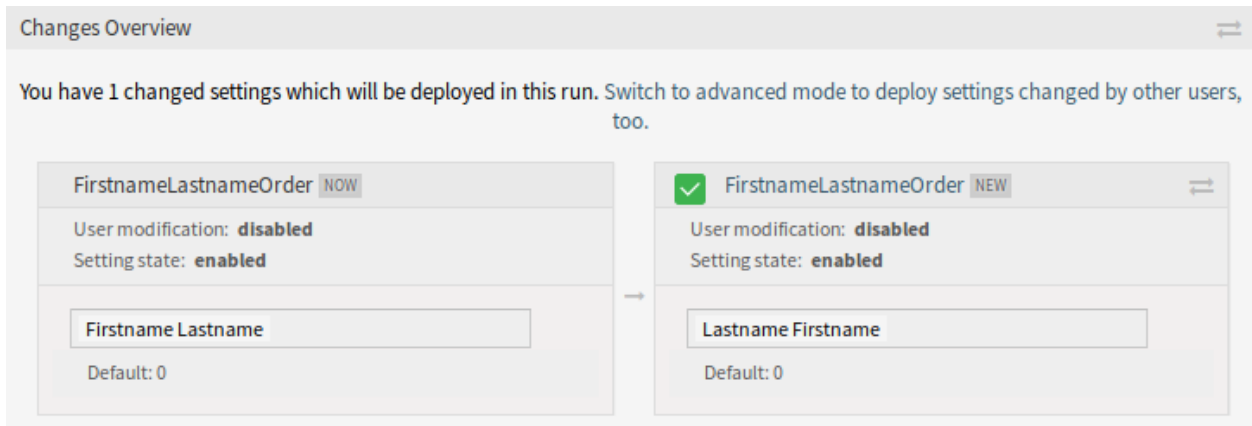 Changes Overview
You have 1 changed settings which will be deployed in this run. Switch to advanced mode to deploy settings changed by other users,
too.
FirstnameLastnameOrder NOW
User modification: disabled
Setting state: enabled
Firstname Lastname
Default: 0
FirstnameLastnameOrder NEW
User modification: disabled
Setting state: enabled
Lastname Firstname
Default: 0